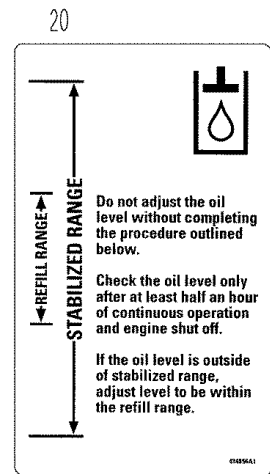 20
REFILL RANGE
STABILIZED RANGE
Do not adjust the oil
level without completing
the procedure outlined
below.
Check the oil level only
after at least half an hour
of continuous operation
and engine shut off.
If the oil level is outside
of stabilized range,
adjust level to be within
the refill range.